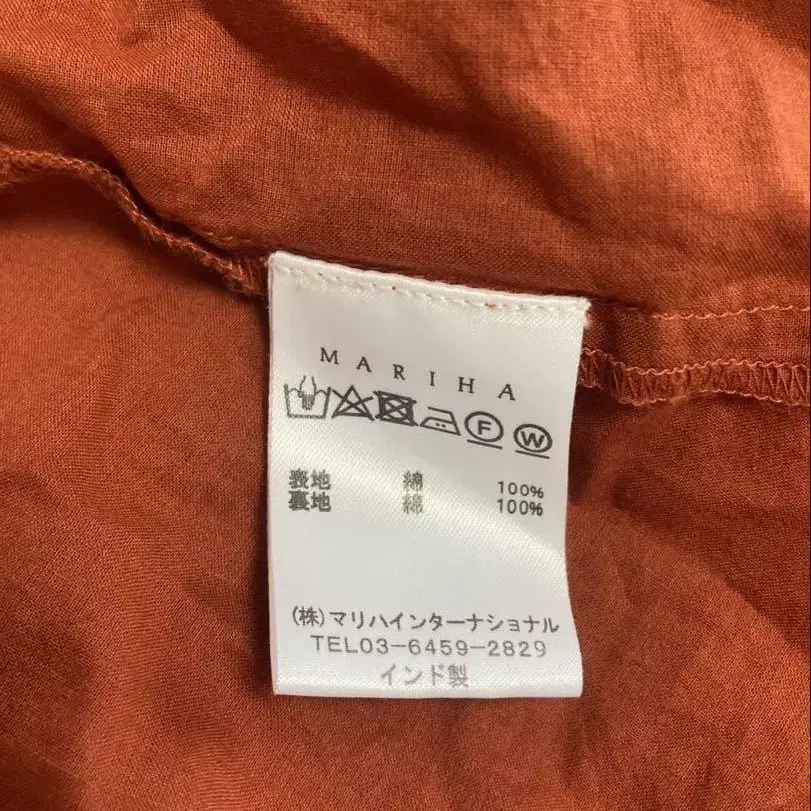 MARIHA
F W
表地 綿 100%
裏地 綿 100%
(株)マリハインターナショナル
TEL03-6459-2829
インド製